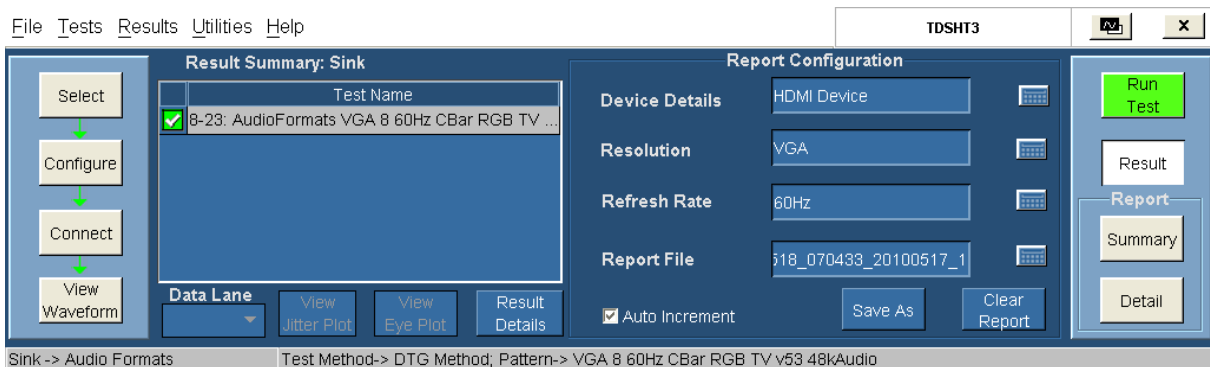 File Tests Results Utilities Help
TDSHT3
x
Select
Configure
Connect
View
Waveform
Result Summary: Sink
Test Name
8-23: AudioFormats VGA 8 60Hz CBar RGB TV ...
Data Lane
View
Jitter Plot
View
Eye Plot
Result
Details
Report Configuration
Device Details
HDMI Device
Resolution
VGA
Refresh Rate
60Hz
Report File
518_070433_20100517_1
Auto Increment
Save As
Clear
Report
Run
Test
Result
Report
Summary
Detail
Sink -> Audio Formats
Test Method-> DTG Method; Pattern-> VGA 8 60Hz CBar RGB TV v53 48kAudio